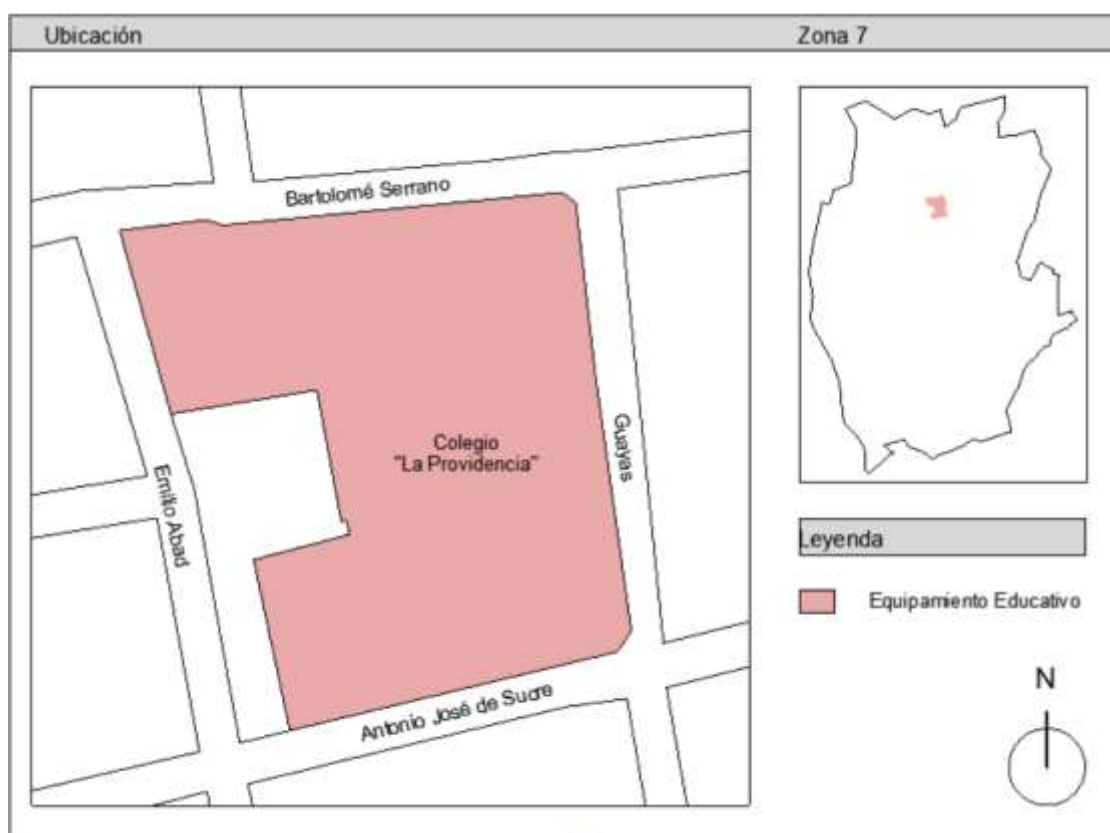 Ubicación
Zona 7
Bartolomé Serrano
Colegio
"La Providencia"
Guayas
Emilio Abad
Antonio José de Sucre
Leyenda
Equipamiento Educativo
N